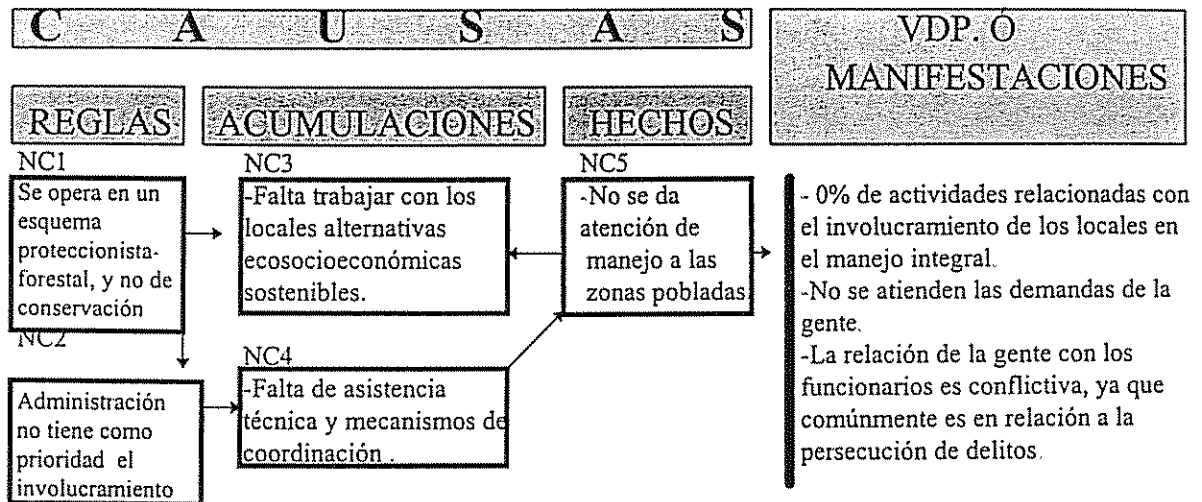 C A U S A S
VDP. Ó
MANIFESTACIONES
REGLAS
ACUMULACIONES
HECHOS
NC1
Se opera en un
esquema
proteccionista-
forestal, y no de
conservación
NC2
Administración
no tiene como
prioridad el
involucramiento
NC3
-Falta trabajar con los
locales alternativas
ecosocioeconómicas
sostenibles.
NC4
-Falta de asistencia
técnica y mecanismos de
coordinación .
NC5
-No se da
atención de
manejo a las
zonas pobladas
- 0% de actividades relacionadas con
el involucramiento de los locales en
el manejo integral.
-No se atienden las demandas de la
gente.
-La relación de la gente con los
funcionarios es conflictiva, ya que
comúnmente es en relación a la
persecución de delitos.